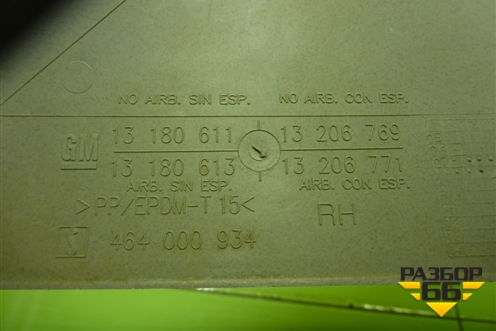 NO AIRB. SIN ESP. NO AIRB. CON ESP.
GM 13 180 611 13 206 769
13 180 613 13 206 771
AIRB. SIN ESP. AIRB. CON ESP.
>PP/EPDM-T 15< RH
464 000 934
РАЗБОР
66